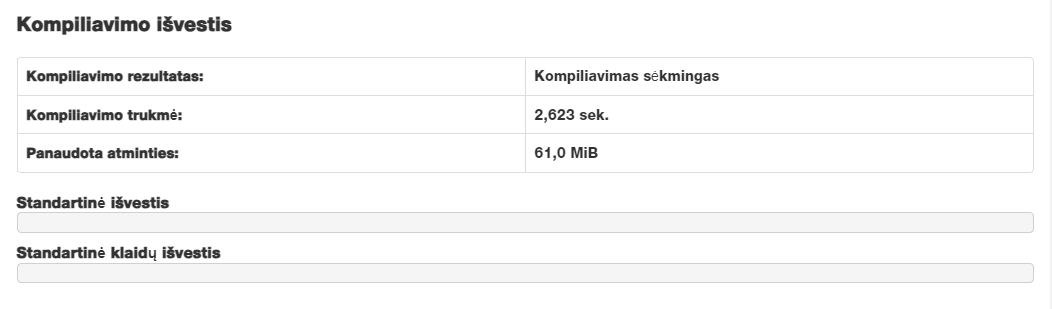 Kompiliavimo išvestis
Kompiliavimo rezultatas: Kompiliavimas sėkmingas
Kompiliavimo trukmė: 2,623 sek.
Panaudota atminties: 61,0 MiB
Standartinė išvestis
Standartinė klaidų išvestis